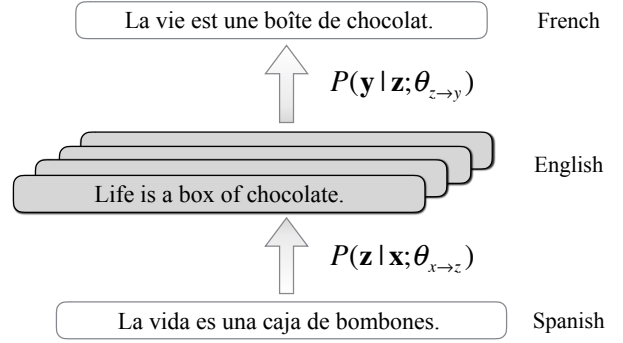 La vie est une boîte de chocolat. French
P(y | z;θz→y)
Life is a box of chocolate. English
P(z | x;θx→z)
La vida es una caja de bombones. Spanish